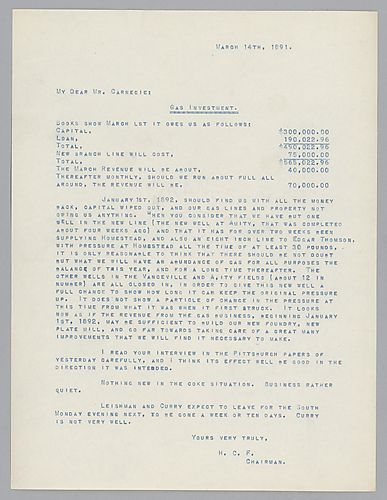 March 14th, 1891.
My Dear Mr. Carnegie:
Gas Investment.
Books show March 1st it owes us as follows:
Capital, $300,000.00
Loan, 190,022.96
Total, $490,022.96
New branch line will cost, 75,000.00
Total, $565,022.96
The March Revenue will be about, 40,000.00
Thereafter monthly, should we run about full all
around, the revenue will be, 70,000.00
January 1st, 1892, should find us with all the money
back, capital wiped out, and our gas lines and property not
owing us anything. When you consider that we have but one
well in the new line (the new well at Amity, that was completed
about four weeks ago) and that it has for over two weeks been
supplying Homestead, and also an eight inch line to Edgar Thomson,
with pressure at Homestead all the time of at least 30 pounds,
it is only reasonable to think that there should be not doubt
but what we will have an abundance of gas for all purposes the
balance of this year, and for a long time thereafter. The
other wells in the Vanceville and Amity fields (about 12 in
number) are all closed in, in order to give this new well a
full chance to show how long it can keep the original pressure
up. It does not show a particle of change in the pressure at
this time from what it was when it first struck. It looks
now as if the revenue from the gas business, beginning January
1st, 1892, may be sufficient to build our new foundry, new
plate mill, and go far towards taking care of a great many
improvements that we will find it necessary to make.
I read your interview in the Pittsburgh papers of
yesterday carefully, and I think its effect will be good in the
direction it was intended.
Nothing new in the coke situation. Business rather
quiet.
Leishman and Curry expect to leave for the South
Monday evening next, to be gone a week or ten days. Curry
is not very well.
Yours very truly,
H. C. F.
Chairman.